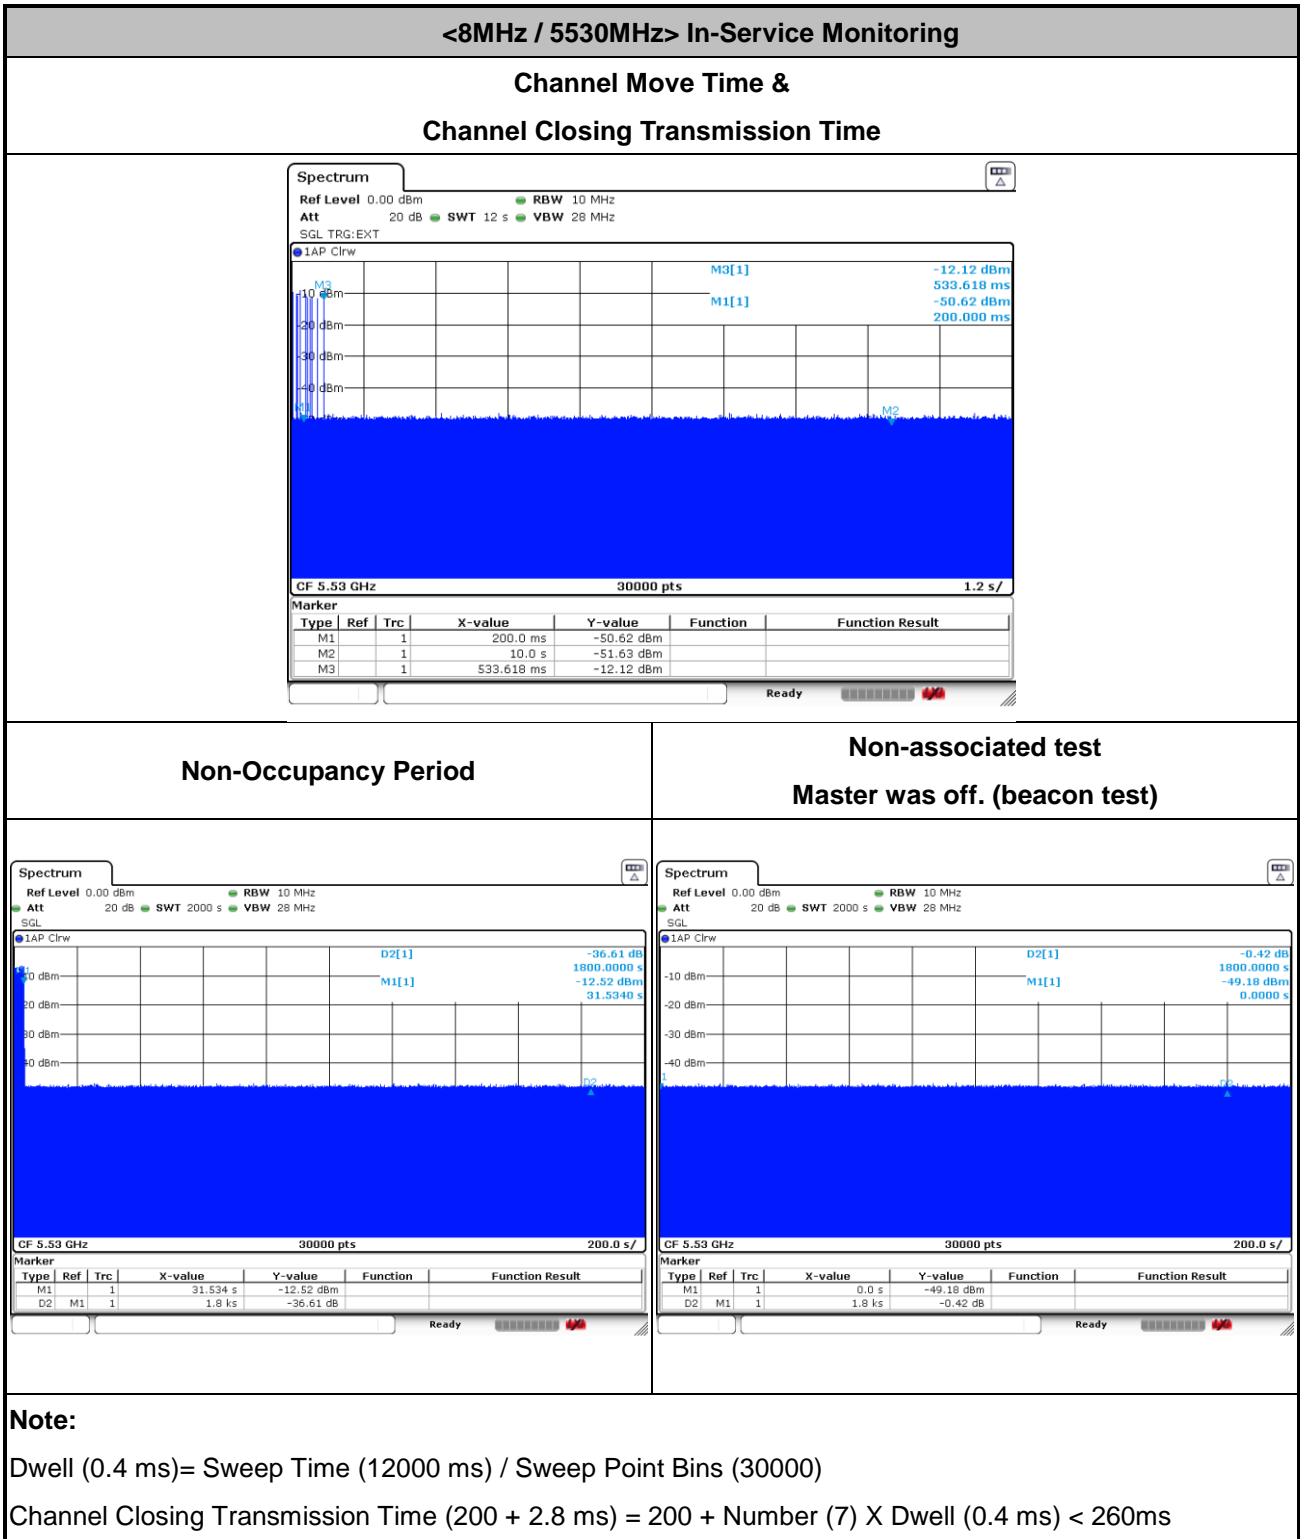 <8MHz / 5530MHz> In-Service Monitoring
Channel Move Time &
Channel Closing Transmission Time
Spectrum
Ref Level 0.00 dBm RBW 10 MHz
Att 20 dB SWT 12 s VBW 28 MHz
SGL TRG:EXT
1AP Clrw
M3[1] -12.12 dBm
533.618 ms
M1[1] -50.62 dBm
200.000 ms
M3
-10 dBm
-20 dBm
-30 dBm
-40 dBm
M1
M2
CF 5.53 GHz 30000 pts 1.2 s/
Marker
Type Ref Trc X-value Y-value Function Function Result
M1 1 200.0 ms -50.62 dBm
M2 1 10.0 s -51.63 dBm
M3 1 533.618 ms -12.12 dBm
Ready
Non-Occupancy Period
Non-associated test
Master was off. (beacon test)
Spectrum
Ref Level 0.00 dBm RBW 10 MHz
Att 20 dB SWT 2000 s VBW 28 MHz
SGL
1AP Clrw
D2[1] -36.61 dB
1800.0000 s
M1[1] -12.52 dBm
31.5340 s
0 dBm
20 dBm
30 dBm
40 dBm
D2
CF 5.53 GHz 30000 pts 200.0 s/
Marker
Type Ref Trc X-value Y-value Function Function Result
M1 1 31.534 s -12.52 dBm
D2 M1 1 1.8 ks -36.61 dB
Ready
Spectrum
Ref Level 0.00 dBm RBW 10 MHz
Att 20 dB SWT 2000 s VBW 28 MHz
SGL
1AP Clrw
D2[1] -0.42 dB
1800.0000 s
M1[1] -49.18 dBm
0.0000 s
-10 dBm
-20 dBm
-30 dBm
-40 dBm
1
D2
CF 5.53 GHz 30000 pts 200.0 s/
Marker
Type Ref Trc X-value Y-value Function Function Result
M1 1 0.0 s -49.18 dBm
D2 M1 1 1.8 ks -0.42 dB
Ready
Note:
Dwell (0.4 ms)= Sweep Time (12000 ms) / Sweep Point Bins (30000)
Channel Closing Transmission Time (200 + 2.8 ms) = 200 + Number (7) X Dwell (0.4 ms) < 260ms